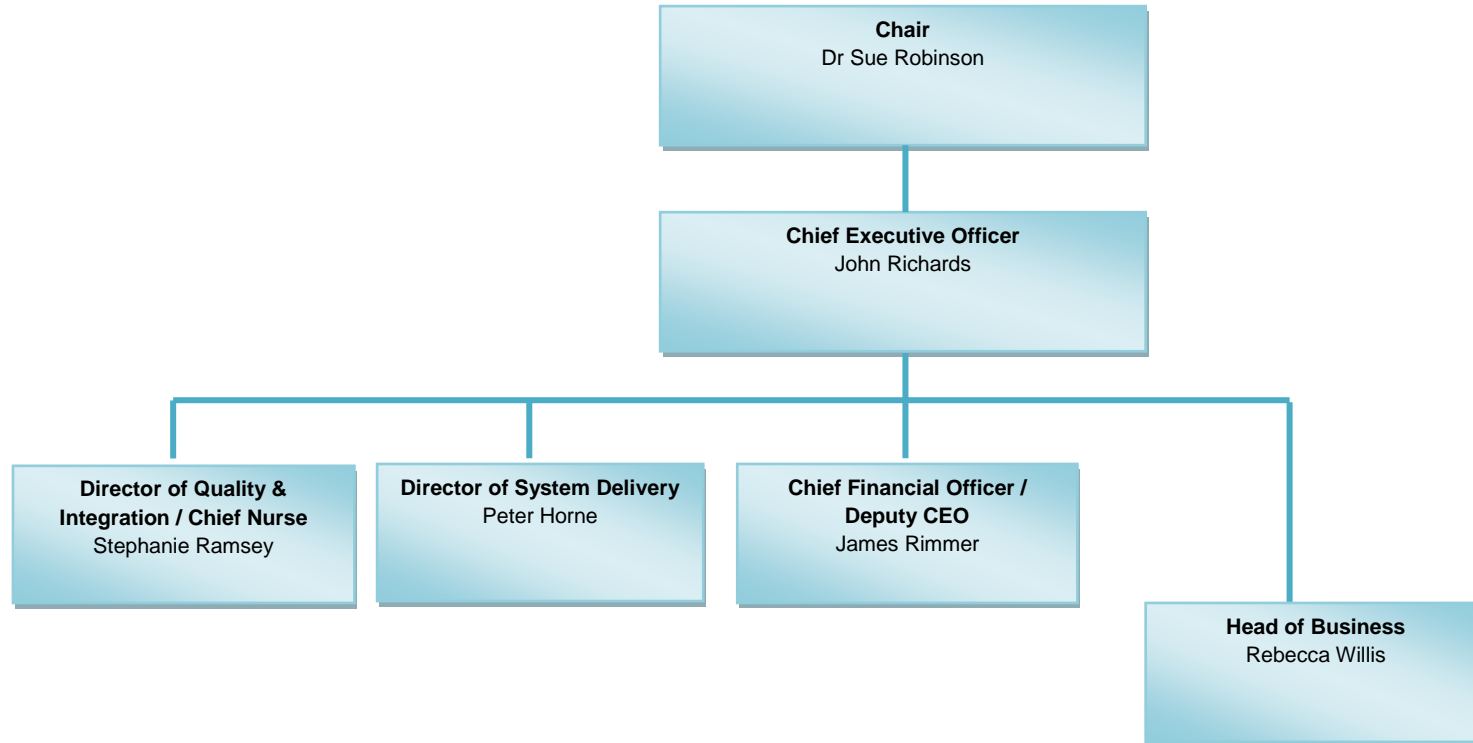 Chair
Dr Sue Robinson
Chief Executive Officer
John Richards
Director of Quality &
Integration / Chief Nurse
Stephanie Ramsey
Director of System Delivery
Peter Horne
Chief Financial Officer /
Deputy CEO
James Rimmer
Head of Business
Rebecca Willis